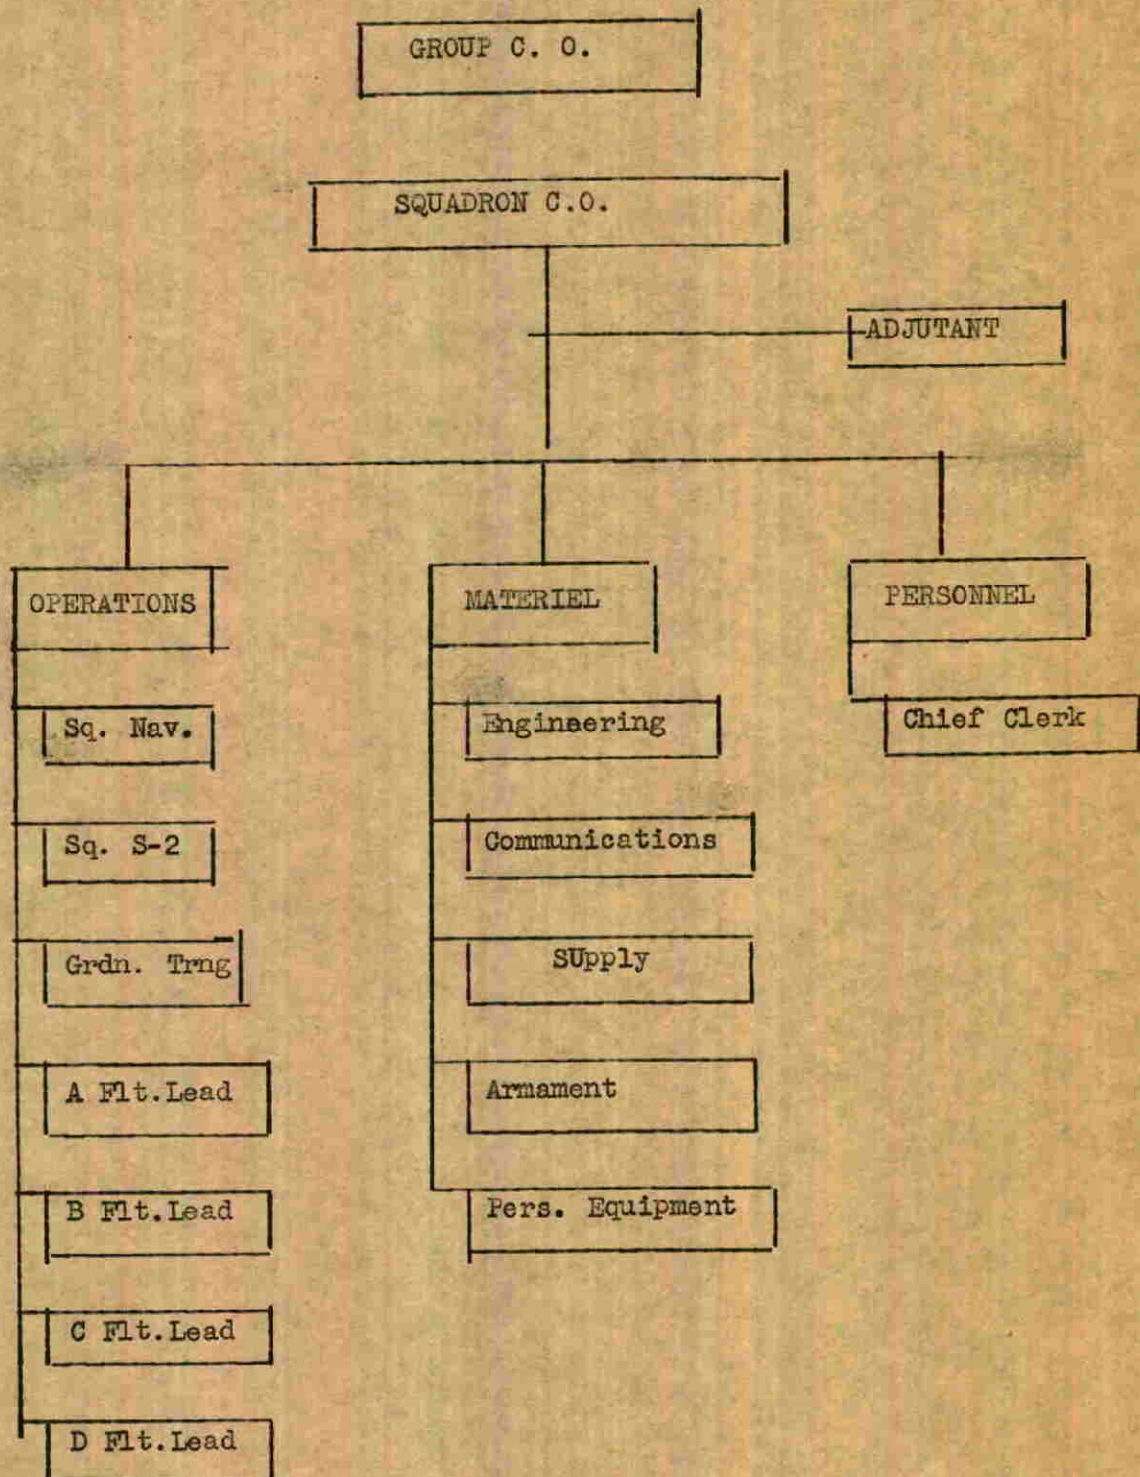 GROUP C. O.
SQUADRON C.O.
ADJUTANT
OPERATIONS
MATERIEL
PERSONNEL
Sq. Nav.
Engineering
Chief Clerk
Sq. S-2
Communications
Grdn. Trng
SUpply
A Flt.Lead
Armament
B Flt.Lead
Pers. Equipment
C Flt.Lead
D Flt.Lead